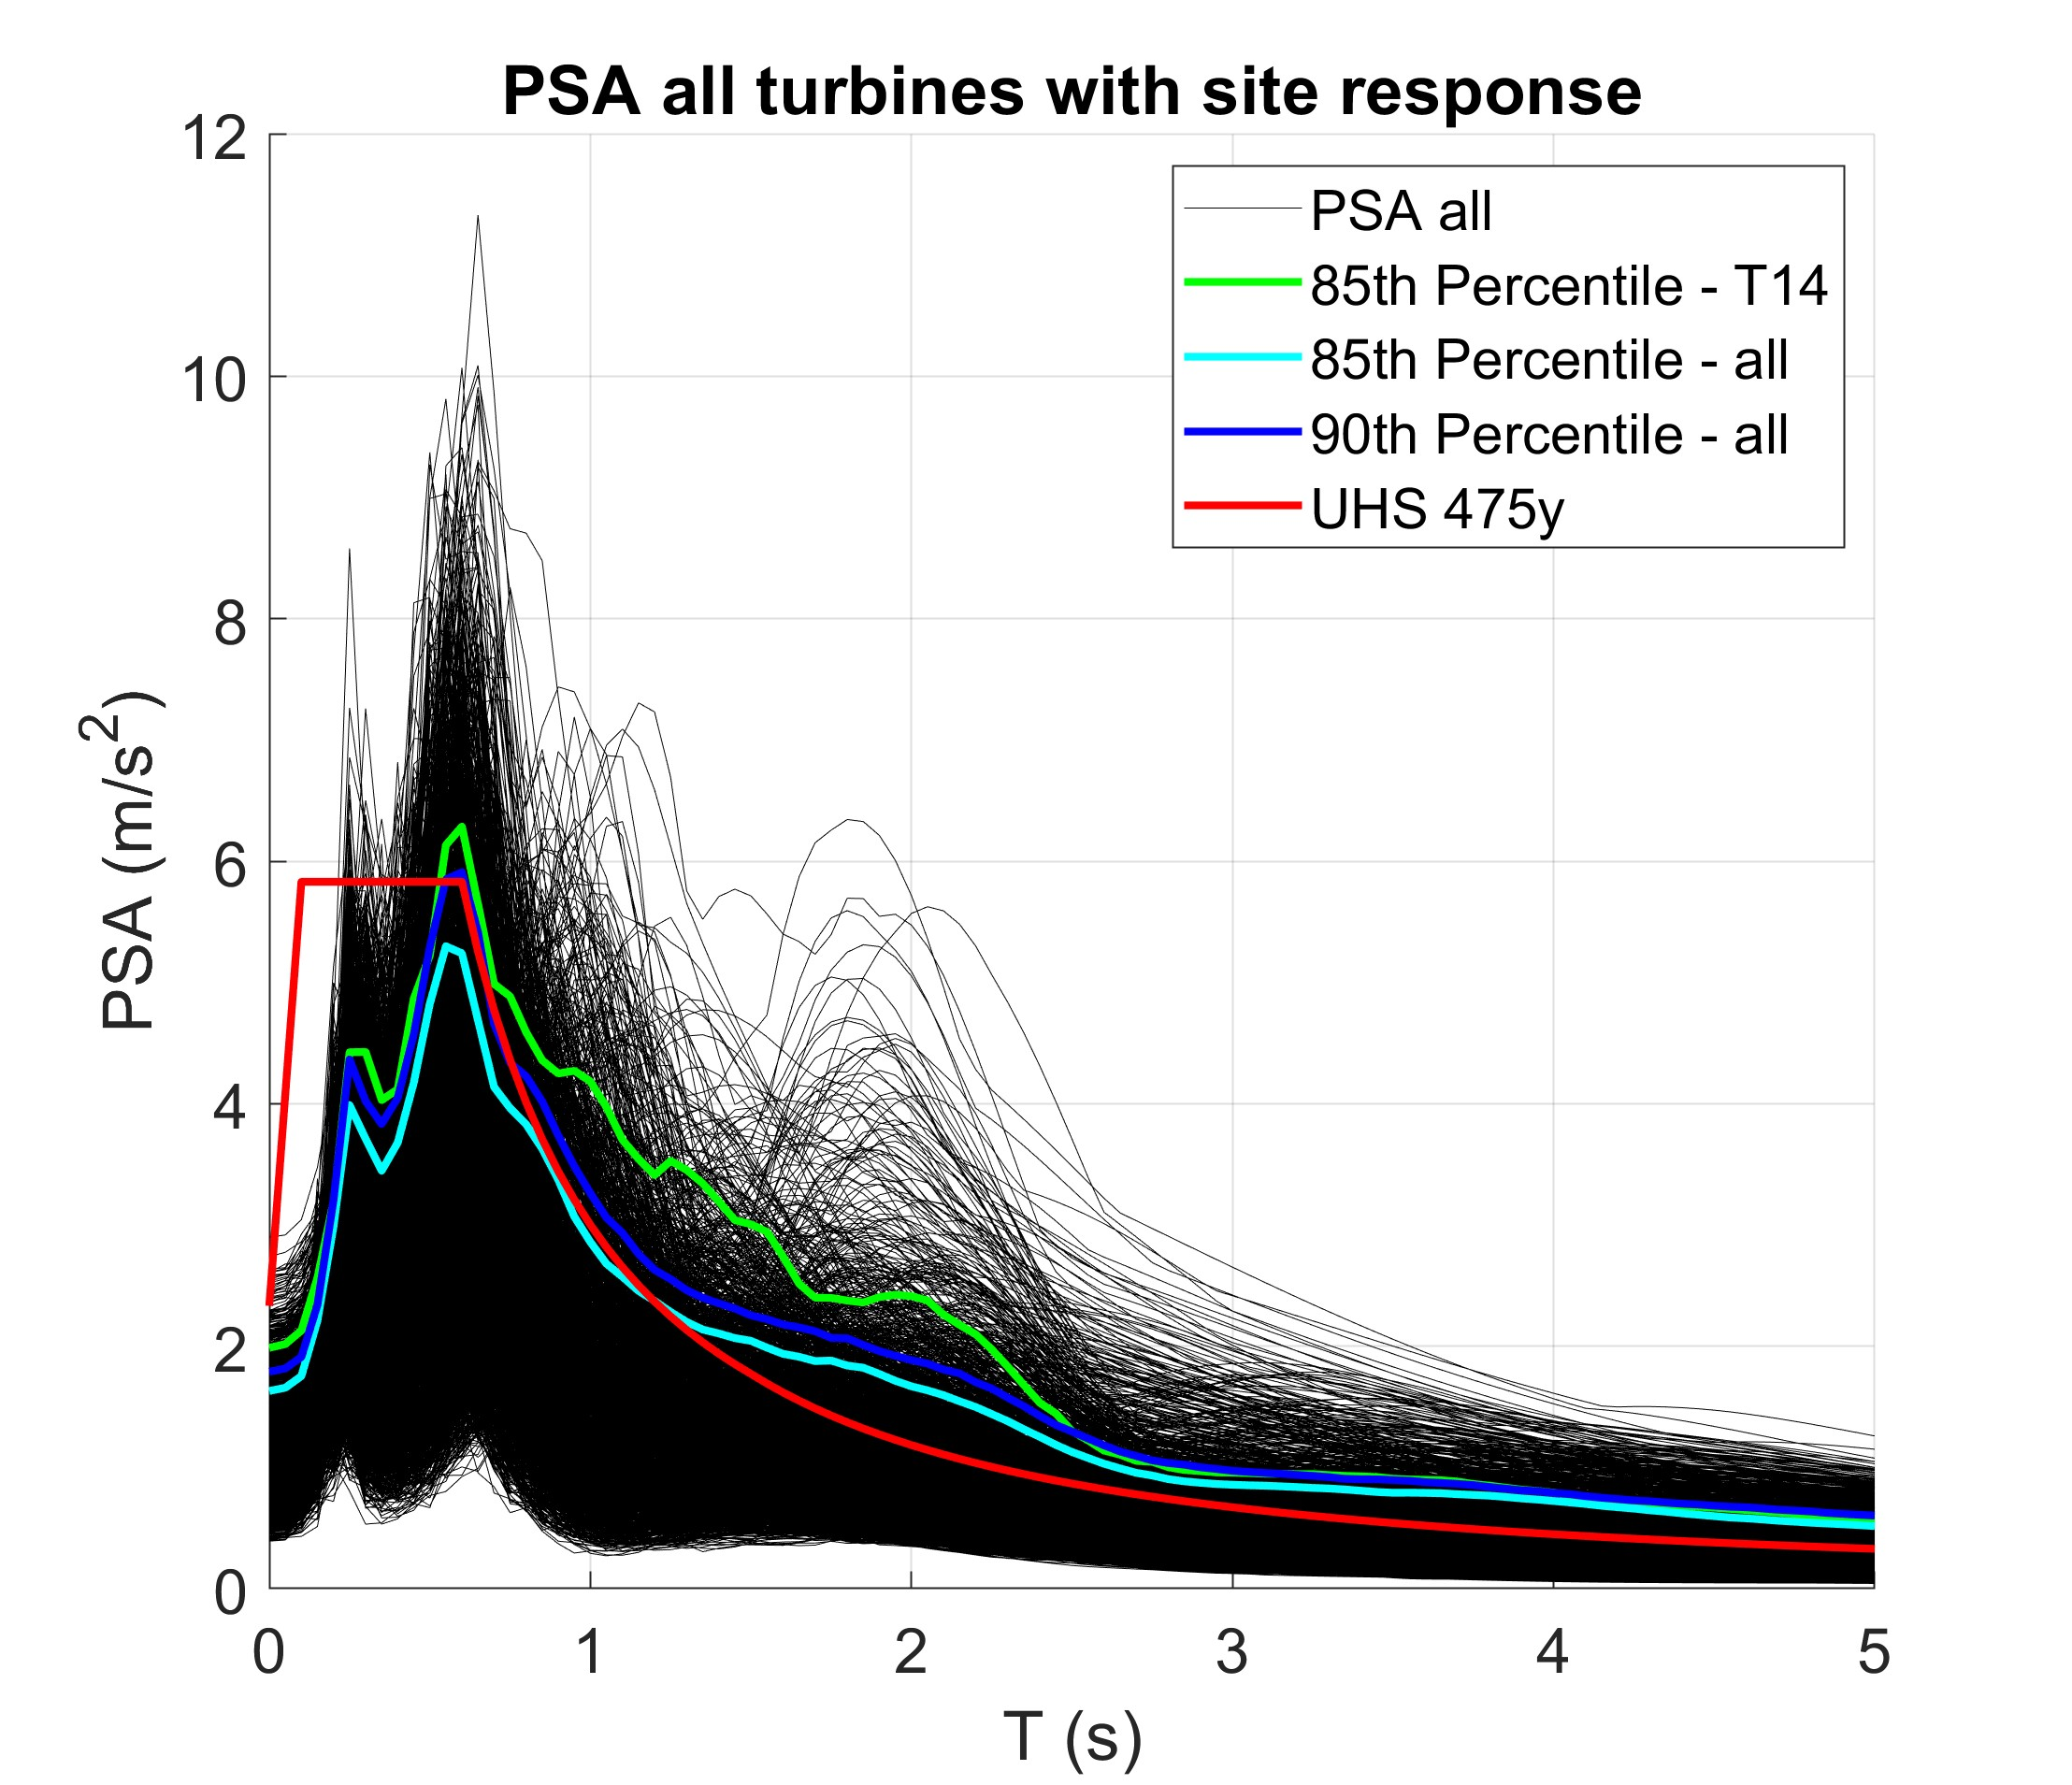 PSA all turbines with site response
12
10
8
6
4
2
0
PSA (m/s²)
PSA all
85th Percentile - T14
85th Percentile - all
90th Percentile - all
UHS 475y
0 1 2 3 4 5
T (s)